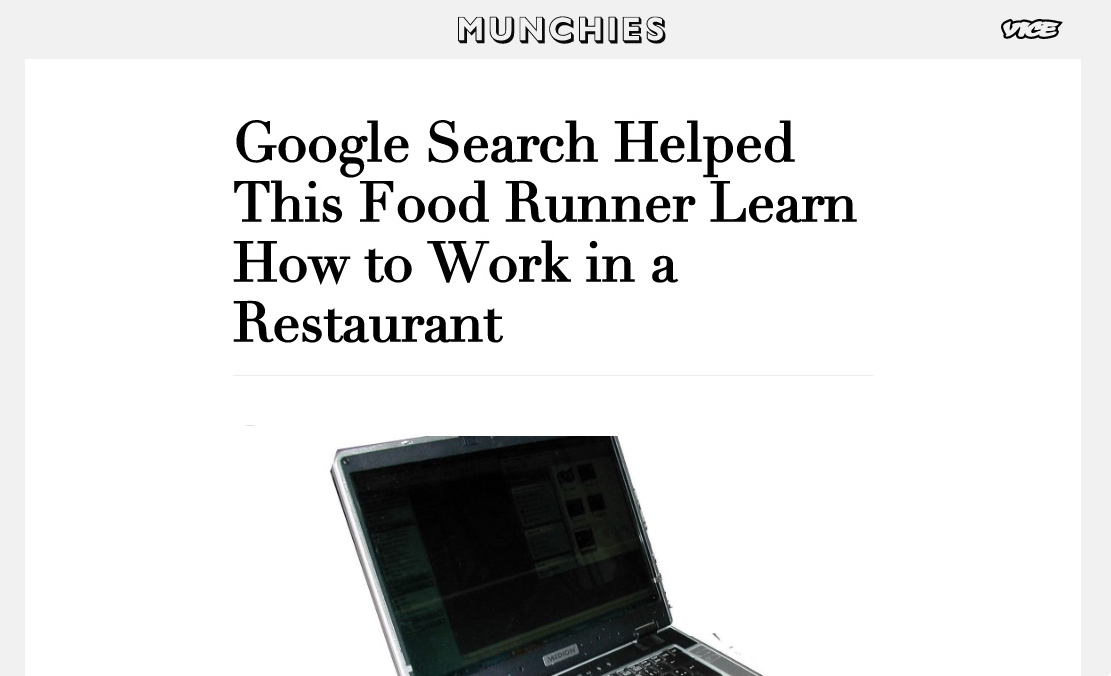 MUNCHIES
VICE
Google Search Helped
This Food Runner Learn
How to Work in a
Restaurant
MEDION